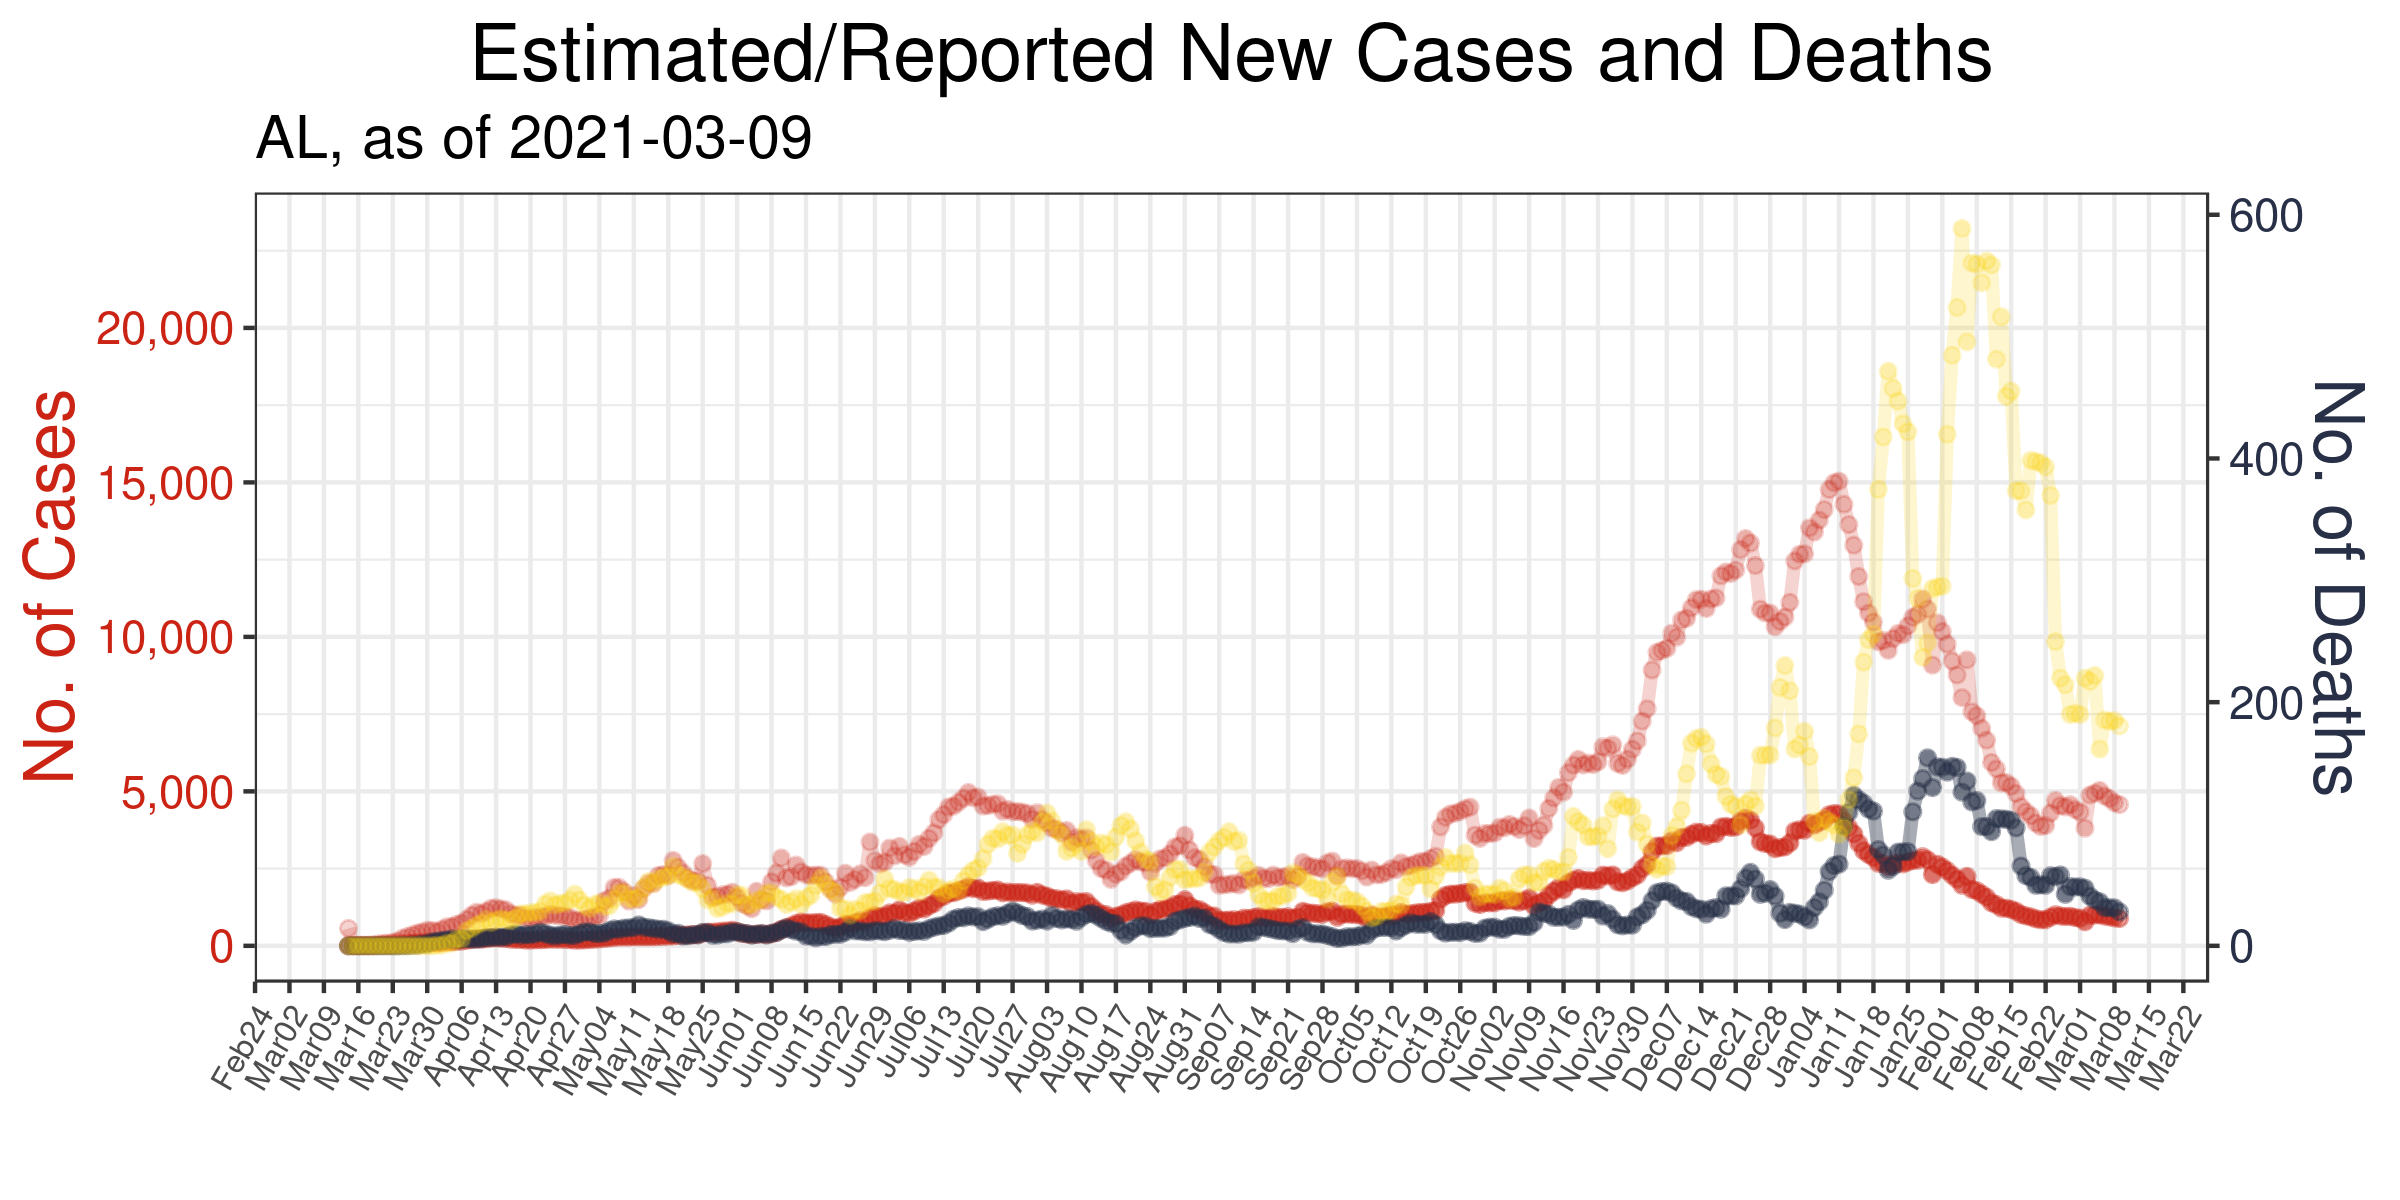 Estimated/Reported New Cases and Deaths
AL, as of 2021-03-09
No. of Cases
20,000
15,000
10,000
5,000
0
600
400
200
0
No. of Deaths
Feb24
Mar02
Mar09
Mar16
Mar23
Mar30
Apr06
Apr13
Apr20
Apr27
May04
May11
May18
May25
Jun01
Jun08
Jun15
Jun22
Jun29
Jul06
Jul13
Jul20
Jul27
Aug03
Aug10
Aug17
Aug24
Aug31
Sep07
Sep14
Sep21
Sep28
Oct05
Oct12
Oct19
Oct26
Nov02
Nov09
Nov16
Nov23
Nov30
Dec07
Dec14
Dec21
Dec28
Jan04
Jan11
Jan18
Jan25
Feb01
Feb08
Feb15
Feb22
Mar01
Mar08
Mar15
Mar22